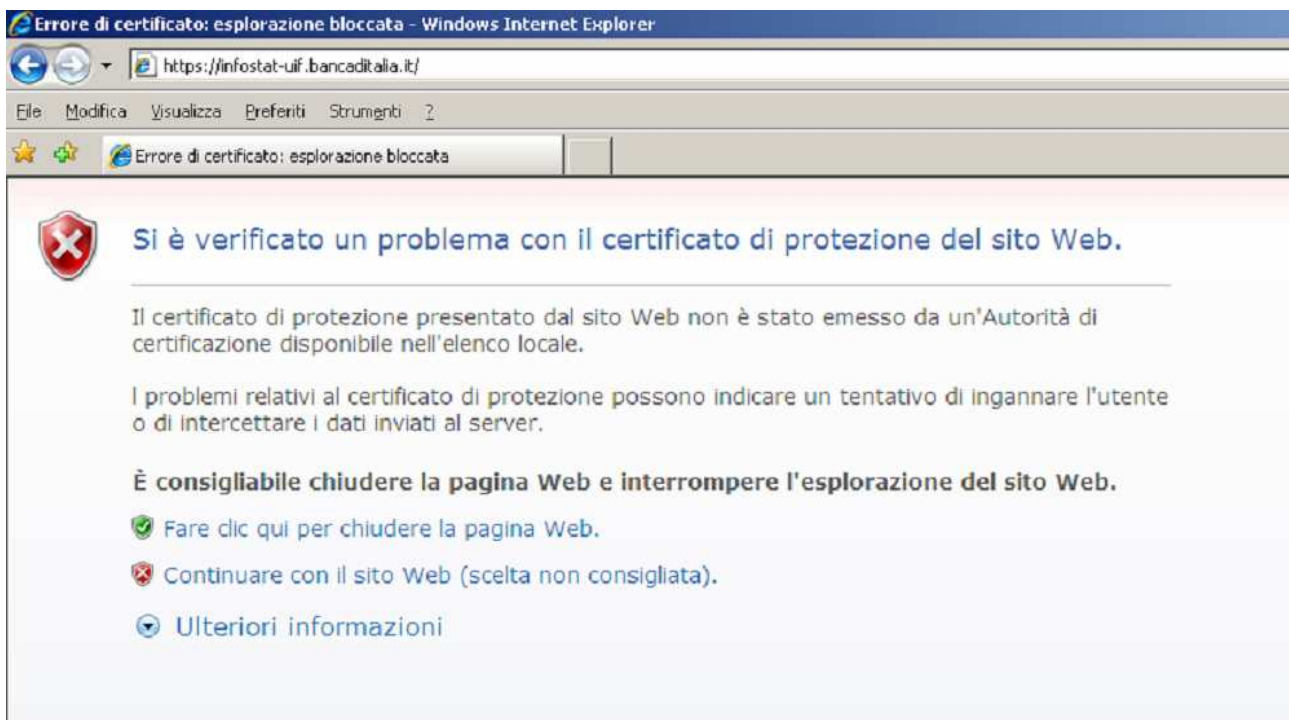 Errore di certificato: esplorazione bloccata - Windows Internet Explorer
https://infostat-uif.bancaditalia.it/
File Modifica Visualizza Preferiti Strumenti ?
Errore di certificato: esplorazione bloccata
Si è verificato un problema con il certificato di protezione del sito Web.
Il certificato di protezione presentato dal sito Web non è stato emesso da un'Autorità di
certificazione disponibile nell'elenco locale.
I problemi relativi al certificato di protezione possono indicare un tentativo di ingannare l'utente
o di intercettare i dati inviati al server.
È consigliabile chiudere la pagina Web e interrompere l'esplorazione del sito Web.
Fare clic qui per chiudere la pagina Web.
Continuare con il sito Web (scelta non consigliata).
Ulteriori informazioni